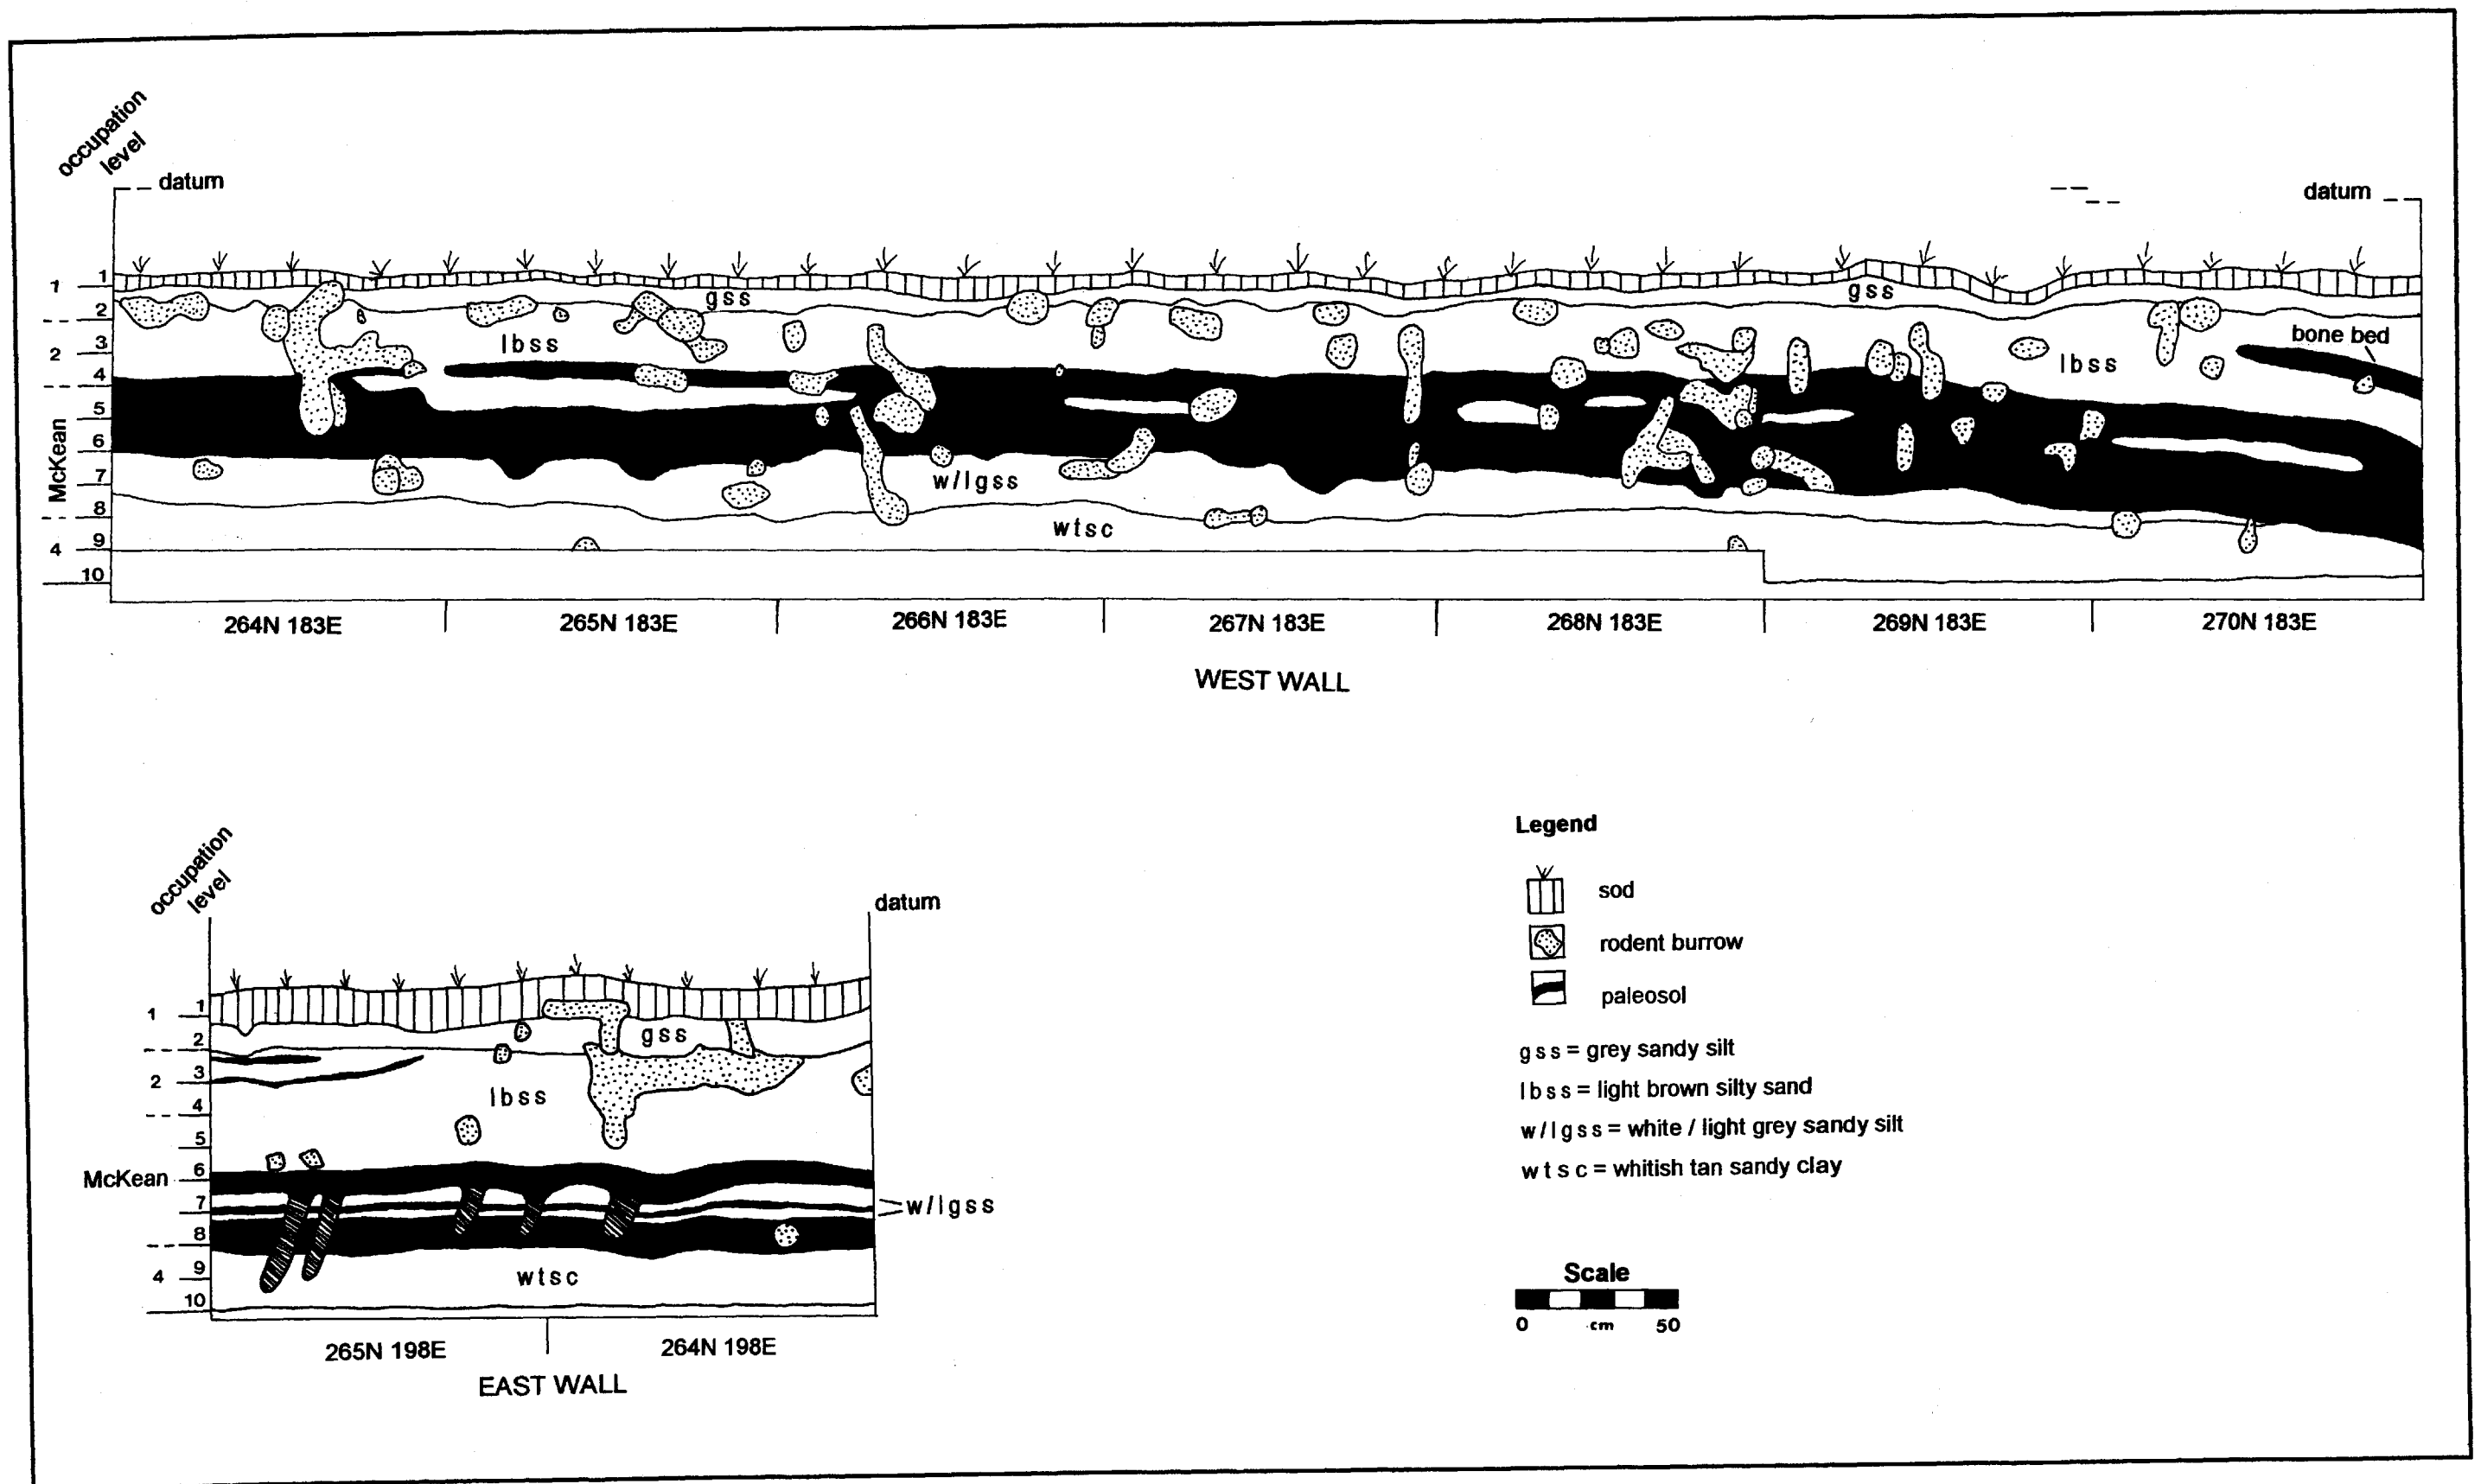 occupation
level
datum
datum
1 1
2
2 3
4
McKean
5
6
7
8
4 9
10
gss
gss
lbss
lbss
bone bed
w/lgss
wtsc
264N 183E 265N 183E 266N 183E 267N 183E 268N 183E 269N 183E 270N 183E
WEST WALL
occupation
level
datum
1 1
2
2 3
4
5
McKean 6
7
8
4 9
10
gss
lbss
w/lgss
wtsc
265N 198E 264N 198E
EAST WALL
Legend
sod
rodent burrow
paleosol
gss = grey sandy silt
lbss = light brown silty sand
w/lgss = white / light grey sandy silt
wtsc = whitish tan sandy clay
Scale
0 cm 50